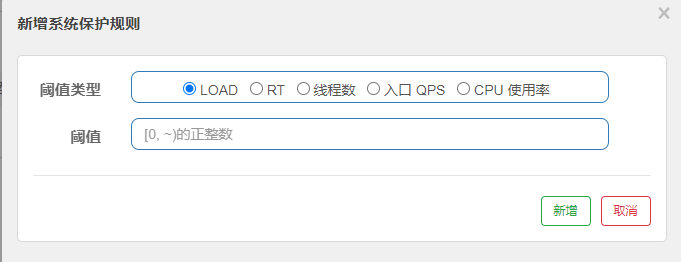 新增系统保护规则
×
阈值类型
LOAD RT 线程数 入口 QPS CPU 使用率
阈值
[0, ~)的正整数
新增 取消